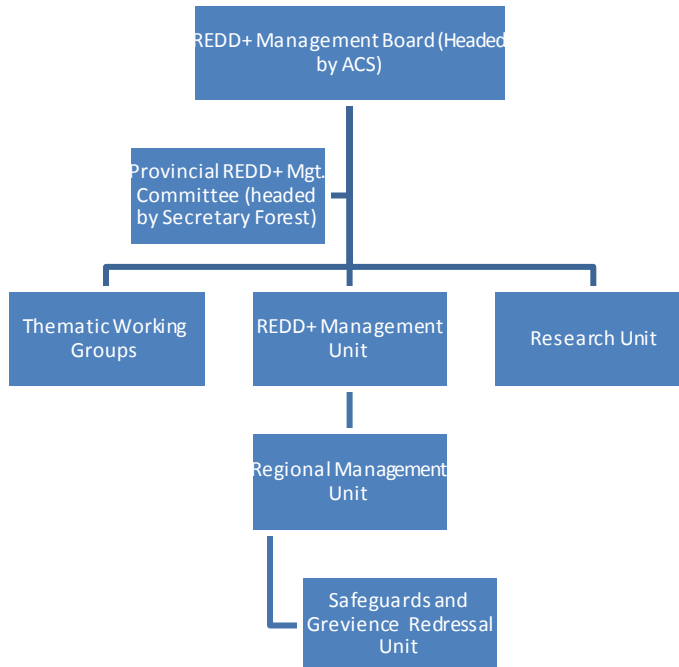 REDD+ Management Board (Headed
by ACS)
Provincial REDD+ Mgt.
Committee (headed
by Secretary Forest)
Thematic Working
Groups
REDD+ Management
Unit
Research Unit
Regional Management
Unit
Safeguards and
Grevience Redressal
Unit